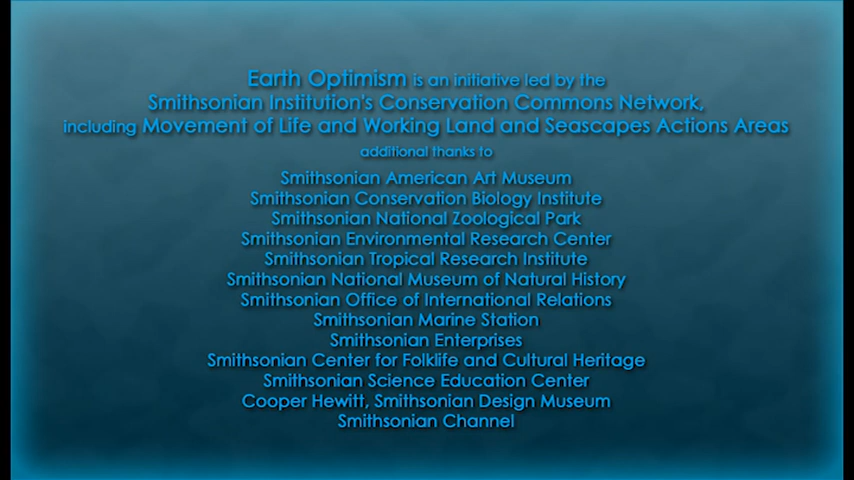 Earth Optimism is an initiative led by the
Smithsonian Institution's Conservation Commons Network,
including Movement of Life and Working Land and Seascapes Actions Areas
additional thanks to
Smithsonian American Art Museum
Smithsonian Conservation Biology Institute
Smithsonian National Zoological Park
Smithsonian Environmental Research Center
Smithsonian Tropical Research Institute
Smithsonian National Museum of Natural History
Smithsonian Office of International Relations
Smithsonian Marine Station
Smithsonian Enterprises
Smithsonian Center for Folklife and Cultural Heritage
Smithsonian Science Education Center
Cooper Hewitt, Smithsonian Design Museum
Smithsonian Channel